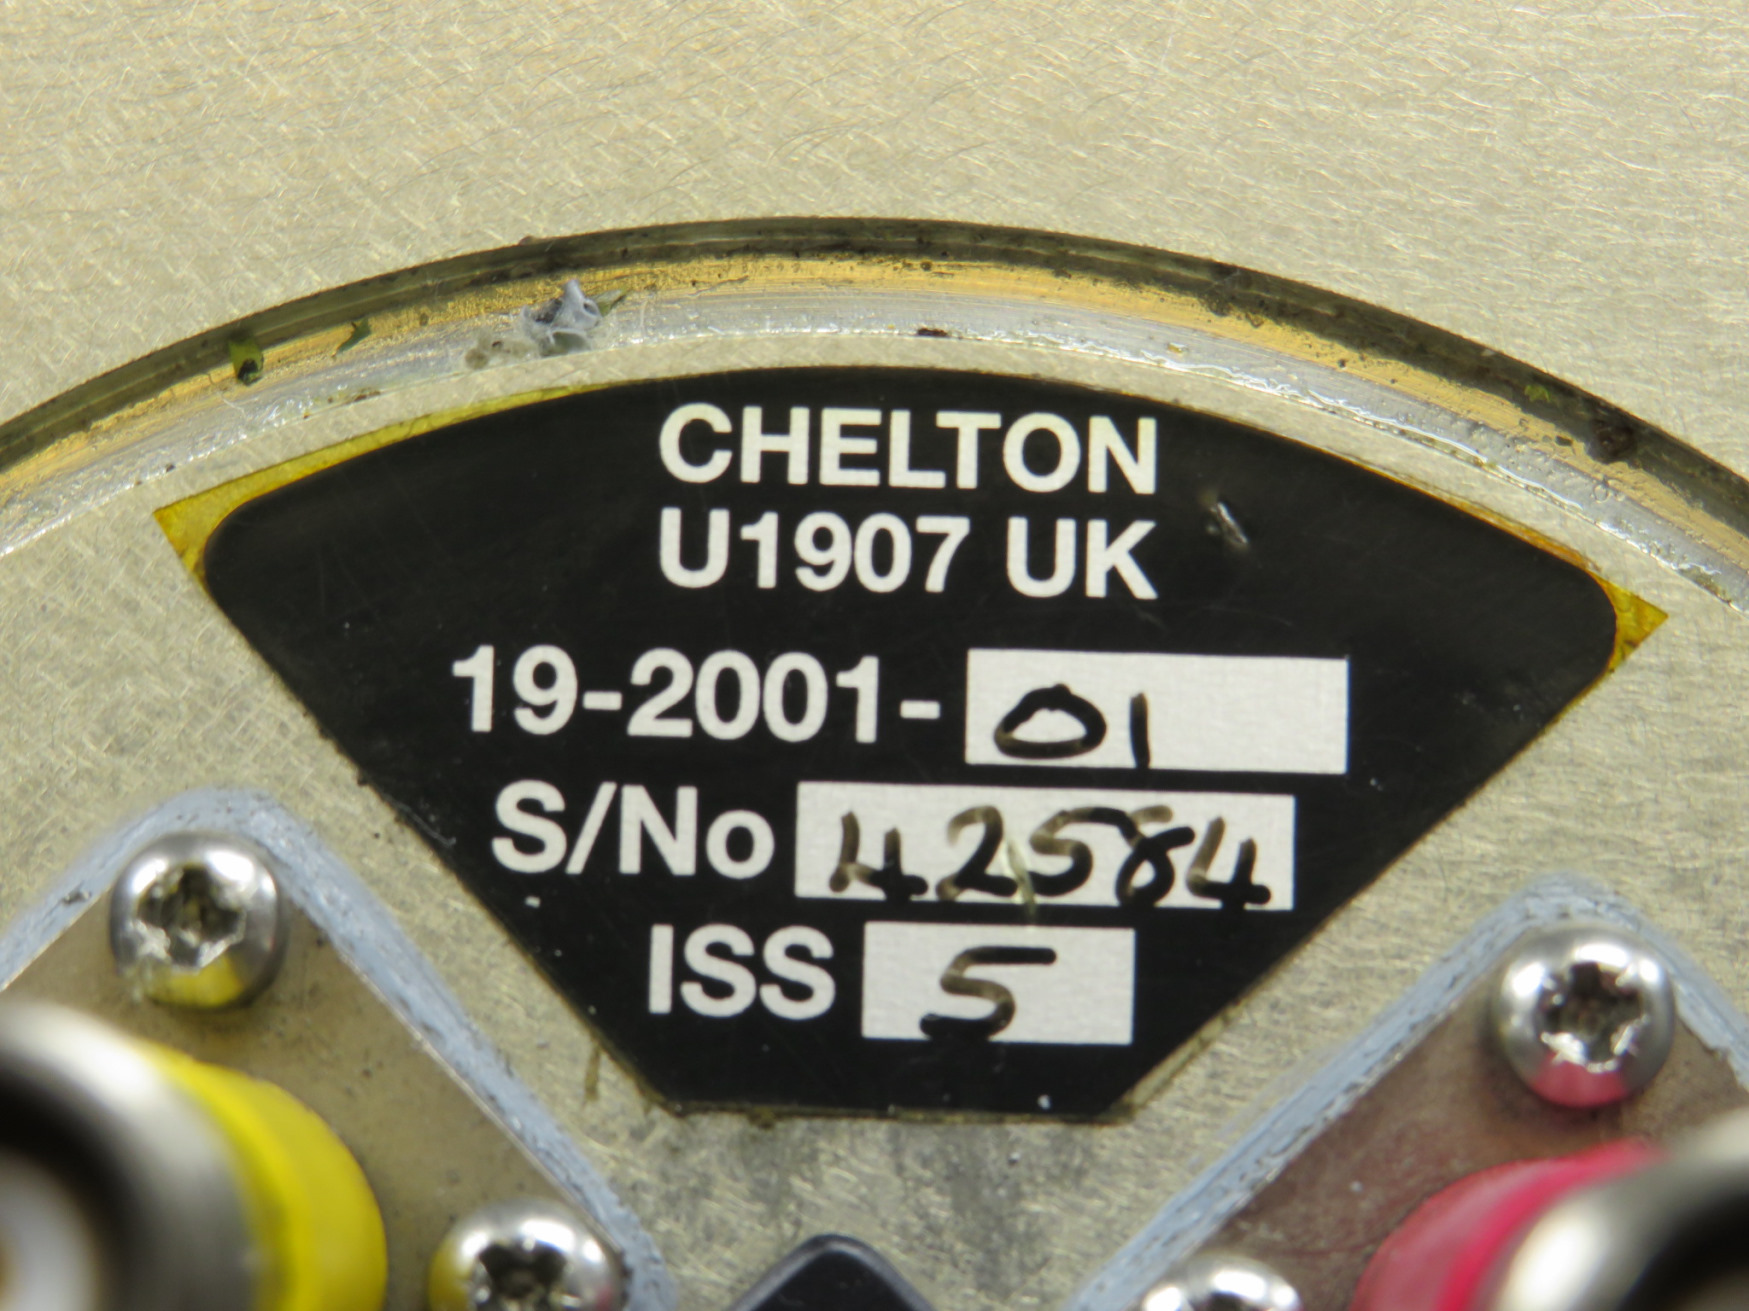 CHELTON
U1907 UK
19-2001-01
S/No 42584
ISS 5